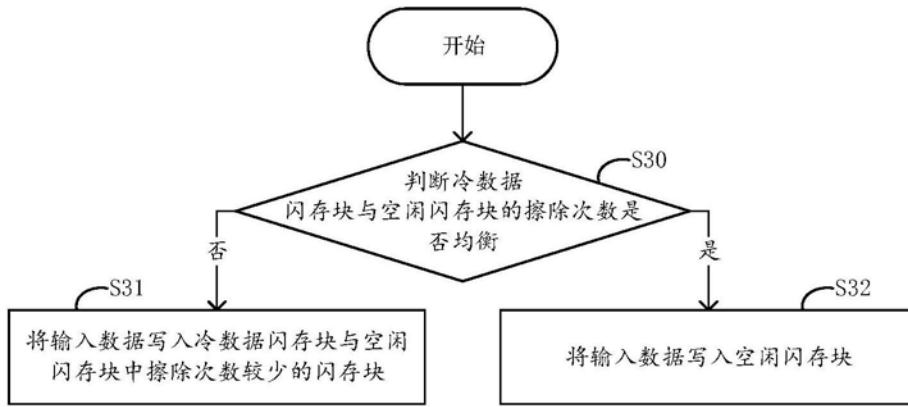 开始
S30
判断冷数据
闪存块与空闲闪存块的擦除次数是
否均衡
否
是
S31
将输入数据写入冷数据闪存块与空闲
闪存块中擦除次数较少的闪存块
S32
将输入数据写入空闲闪存块